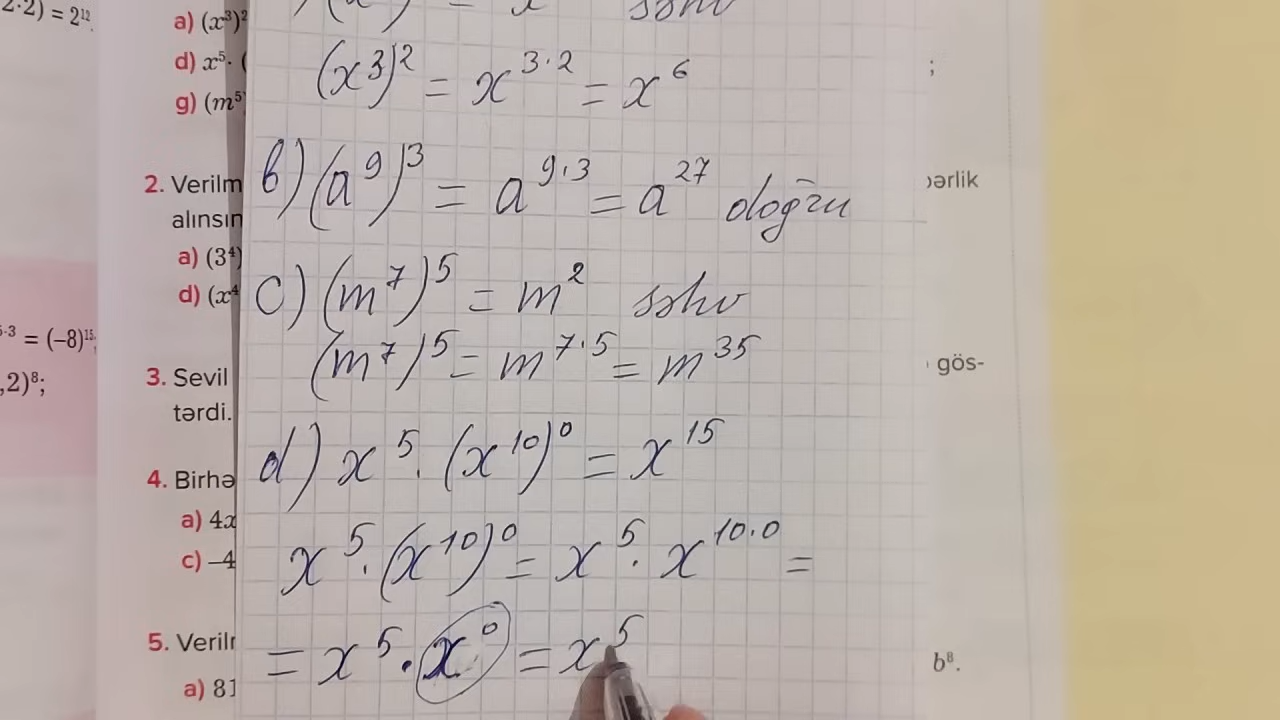 2·2) = 2¹².
a) (x³)²
d) x⁵· (
g) (m⁵
səhv
(x3)² = x³·² = x⁶
;
b) (a⁹)³ = a⁹·³ = a²⁷ doğru
2. Verilm
ərlik
alınsın
a) (3⁴)
d) (x⁴
c) (m⁷)⁵ = m² səhv
(m⁷)⁵ = m⁷·⁵ = m³⁵
·³ = (–8)¹⁵;
,2)⁸;
3. Sevil
gös-
tərdi.
d) x⁵ · (x¹⁰)⁰ = x¹⁵
4. Birhə
a) 4x
c) –4
x⁵ · (x¹⁰)⁰ = x⁵ · x¹⁰·⁰ =
= x⁵ · x⁰ = x⁵
5. Verilr
b⁸.
a) 81